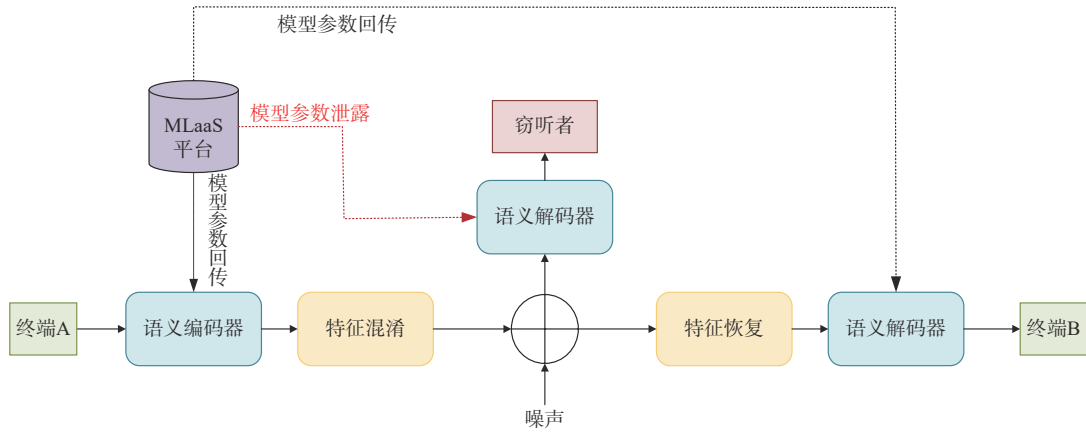 模型参数回传
MLaaS
平台
模型参数泄露
窃听者
模型参数回传
语义解码器
终端A
语义编码器
特征混淆
特征恢复
语义解码器
终端B
噪声